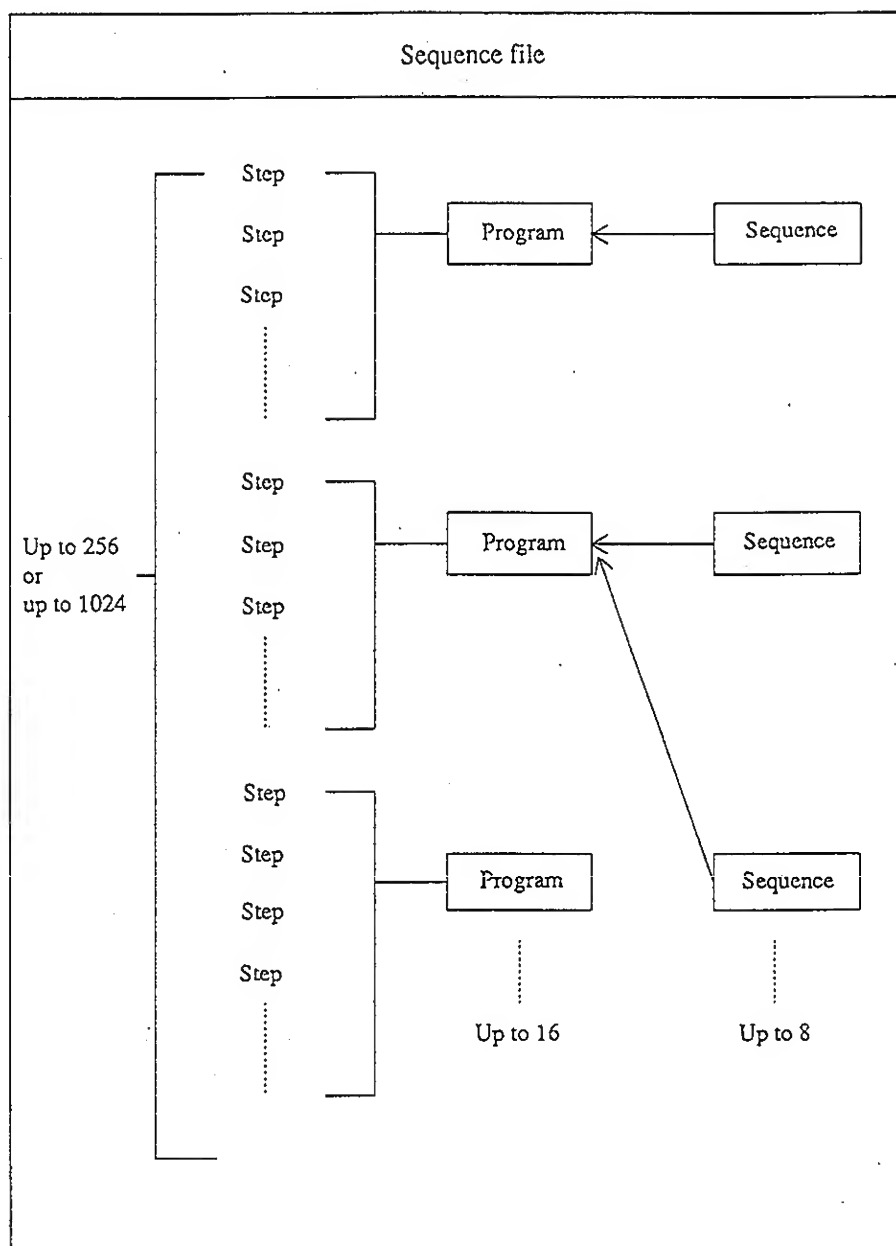 Sequence file
Step
Step
Program
Sequence
Step
Step
Up to 256
or
up to 1024
Step
Program
Sequence
Step
Step
Step
Program
Sequence
Step
Step
Up to 16
Up to 8